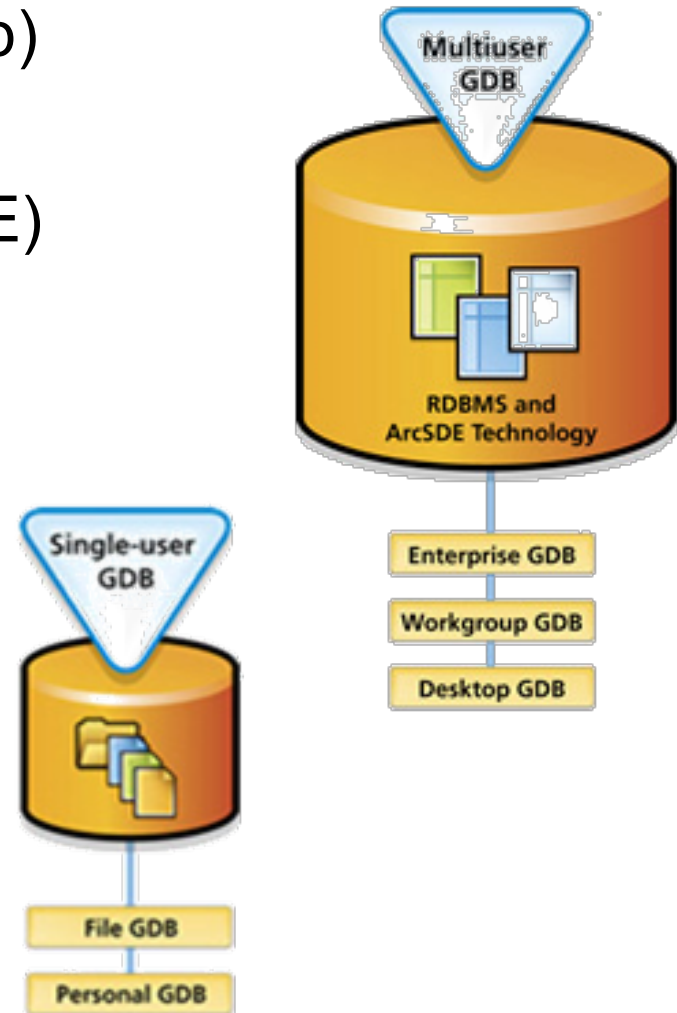 )
E)
Multiuser
GDB
RDBMS and
ArcSDE Technology
Enterprise GDB
Workgroup GDB
Desktop GDB
Single-user
GDB
File GDB
Personal GDB